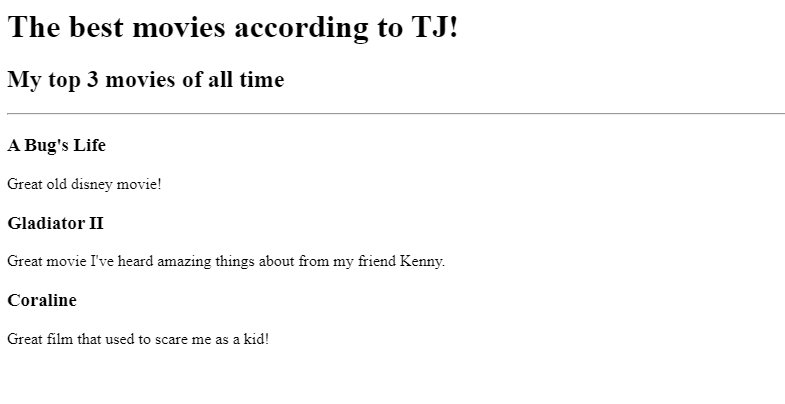 The best movies according to TJ!
My top 3 movies of all time
A Bug's Life
Great old disney movie!
Gladiator II
Great movie I've heard amazing things about from my friend Kenny.
Coraline
Great film that used to scare me as a kid!